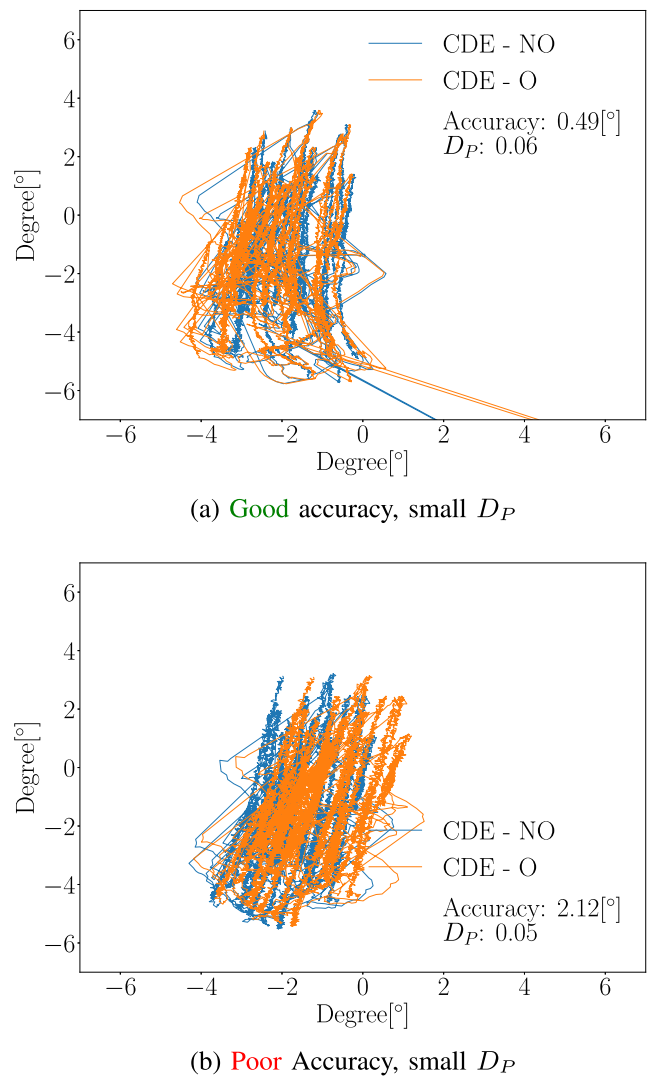 6
4
2
0
−2
−4
−6
Degree[°]
CDE - NO
CDE - O
Accuracy: 0.49[°]
D_P: 0.06
−6 −4 −2 0 2 4 6
Degree[°]
(a) Good accuracy, small D_P
6
4
2
0
−2
−4
−6
Degree[°]
CDE - NO
CDE - O
Accuracy: 2.12[°]
D_P: 0.05
−6 −4 −2 0 2 4 6
Degree[°]
(b) Poor Accuracy, small D_P